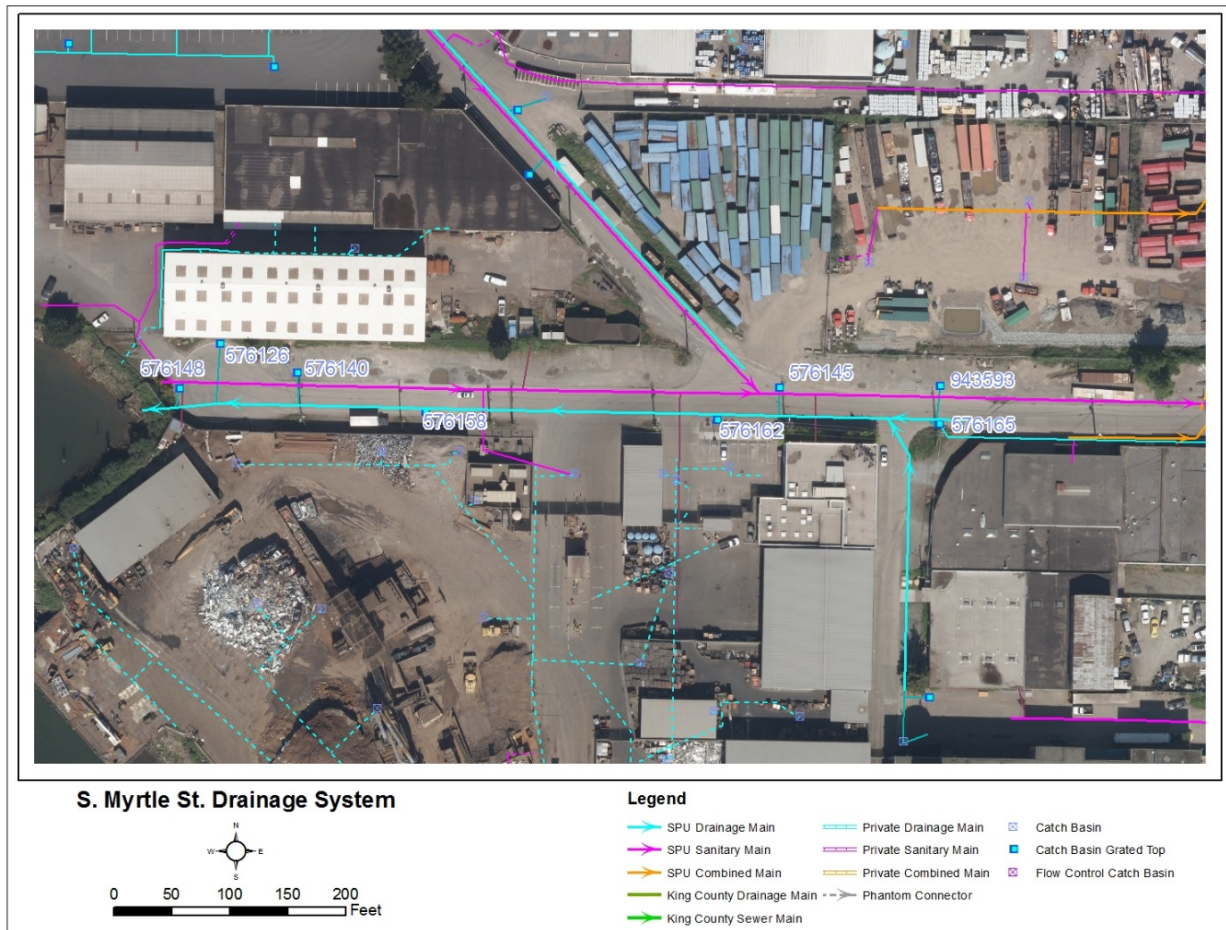 576126
576148
576140
576145
943593
576158
576162
576165
S. Myrtle St. Drainage System
N
W E
S
0 50 100 150 200
Feet
Legend
SPU Drainage Main
SPU Sanitary Main
SPU Combined Main
King County Drainage Main
King County Sewer Main
Private Drainage Main
Private Sanitary Main
Private Combined Main
Phantom Connector
Catch Basin
Catch Basin Grated Top
Flow Control Catch Basin